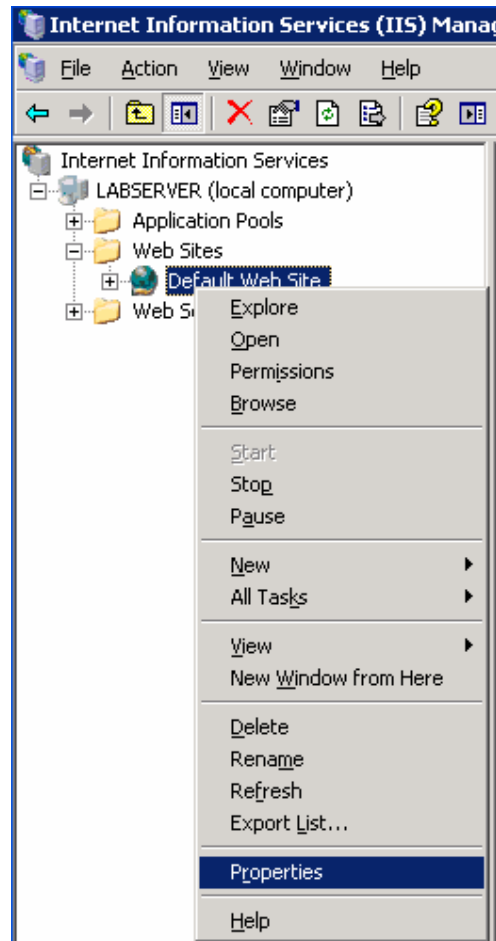 Internet Information Services (IIS) Manag
File Action View Window Help
Internet Information Services
LABSERVER (local computer)
Application Pools
Web Sites
Default Web Site
Web S
Explore
Open
Permissions
Browse
Start
Stop
Pause
New
All Tasks
View
New Window from Here
Delete
Rename
Refresh
Export List...
Properties
Help